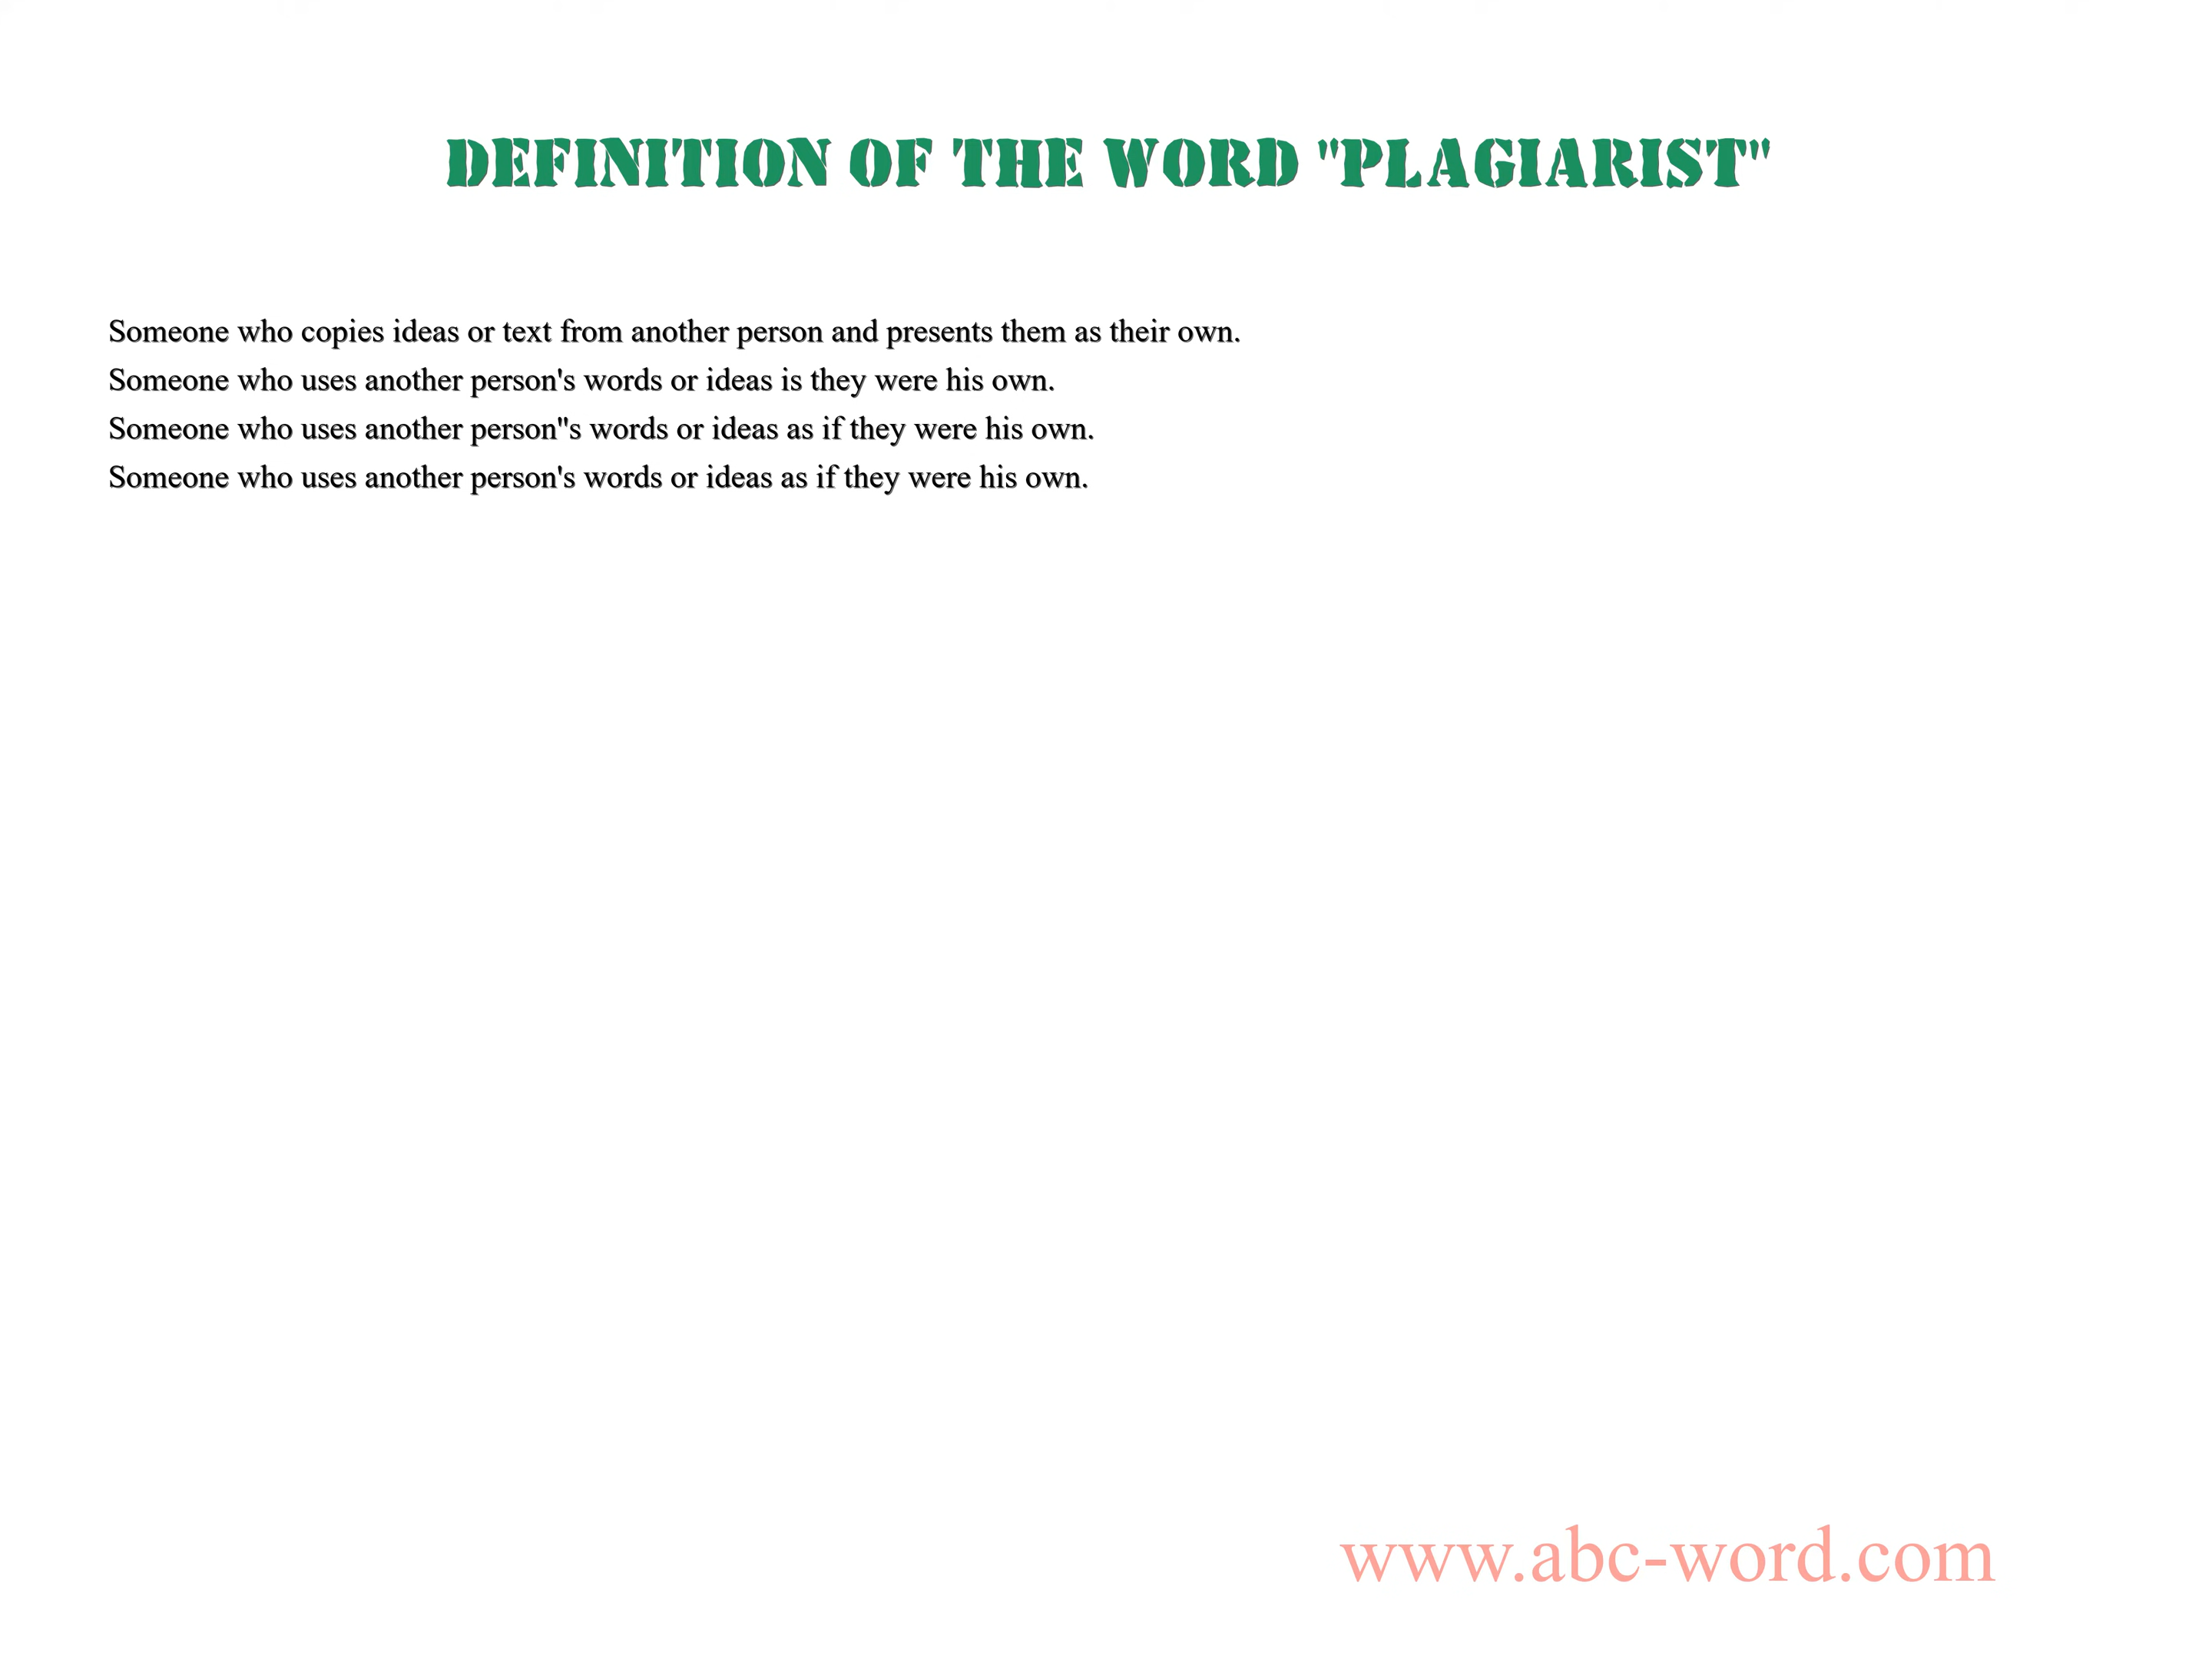 DEFINITION OF THE WORD "PLAGIARIST"
Someone who copies ideas or text from another person and presents them as their own.
Someone who uses another person's words or ideas is they were his own.
Someone who uses another person"s words or ideas as if they were his own.
Someone who uses another person's words or ideas as if they were his own.
www.abc-word.com